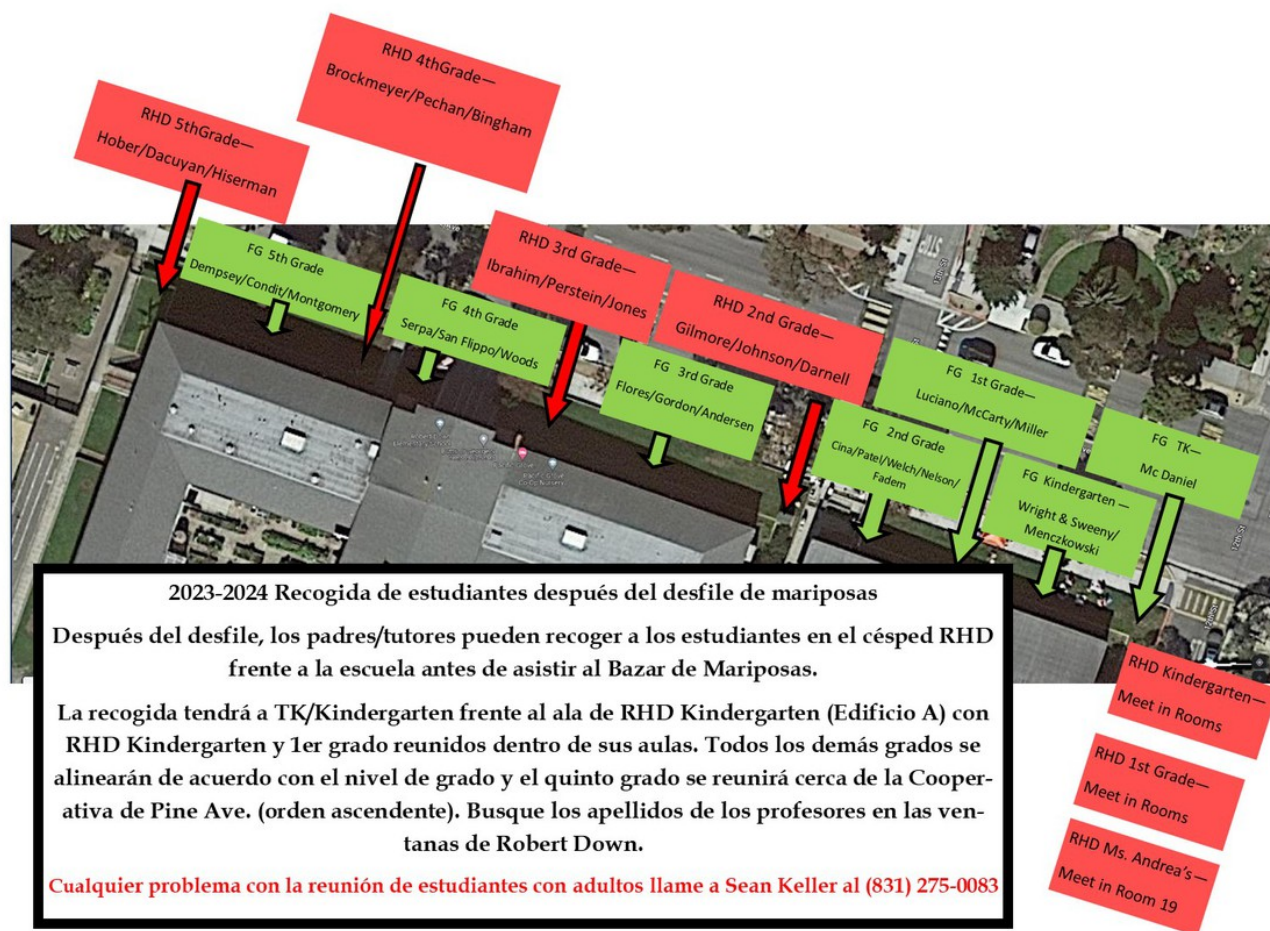 RHD 4thGrade—
Brockmeyer/Pechan/Bingham
RHD 5thGrade—
Hober/Dacuyan/Hiserman
FG 5th Grade
Dempsey/Condit/Montgomery
FG 4th Grade
Serpa/San Flippo/Woods
RHD 3rd Grade—
Ibrahim/Perstein/Jones
FG 3rd Grade
Flores/Gordon/Andersen
RHD 2nd Grade—
Gilmore/Johnson/Darnell
FG 2nd Grade
Cina/Patel/Welch/Nelson/
Fadem
FG 1st Grade—
Luciano/McCarty/Miller
FG Kindergarten —
Wright & Sweeny/
Menczkowski
FG TK—
Mc Daniel
STOP
13th St
12th St
12th St
RHD Kindergarten—
Meet in Rooms
RHD 1st Grade—
Meet in Rooms
RHD Ms. Andrea's—
Meet in Room 19
2023-2024 Recogida de estudiantes después del desfile de mariposas
Después del desfile, los padres/tutores pueden recoger a los estudiantes en el césped RHD
frente a la escuela antes de asistir al Bazar de Mariposas.
La recogida tendrá a TK/Kindergarten frente al ala de RHD Kindergarten (Edificio A) con
RHD Kindergarten y 1er grado reunidos dentro de sus aulas. Todos los demás grados se
alinearán de acuerdo con el nivel de grado y el quinto grado se reunirá cerca de la Cooper-
ativa de Pine Ave. (orden ascendente). Busque los apellidos de los profesores en las ven-
tanas de Robert Down.
Cualquier problema con la reunión de estudiantes con adultos llame a Sean Keller al (831) 275-0083